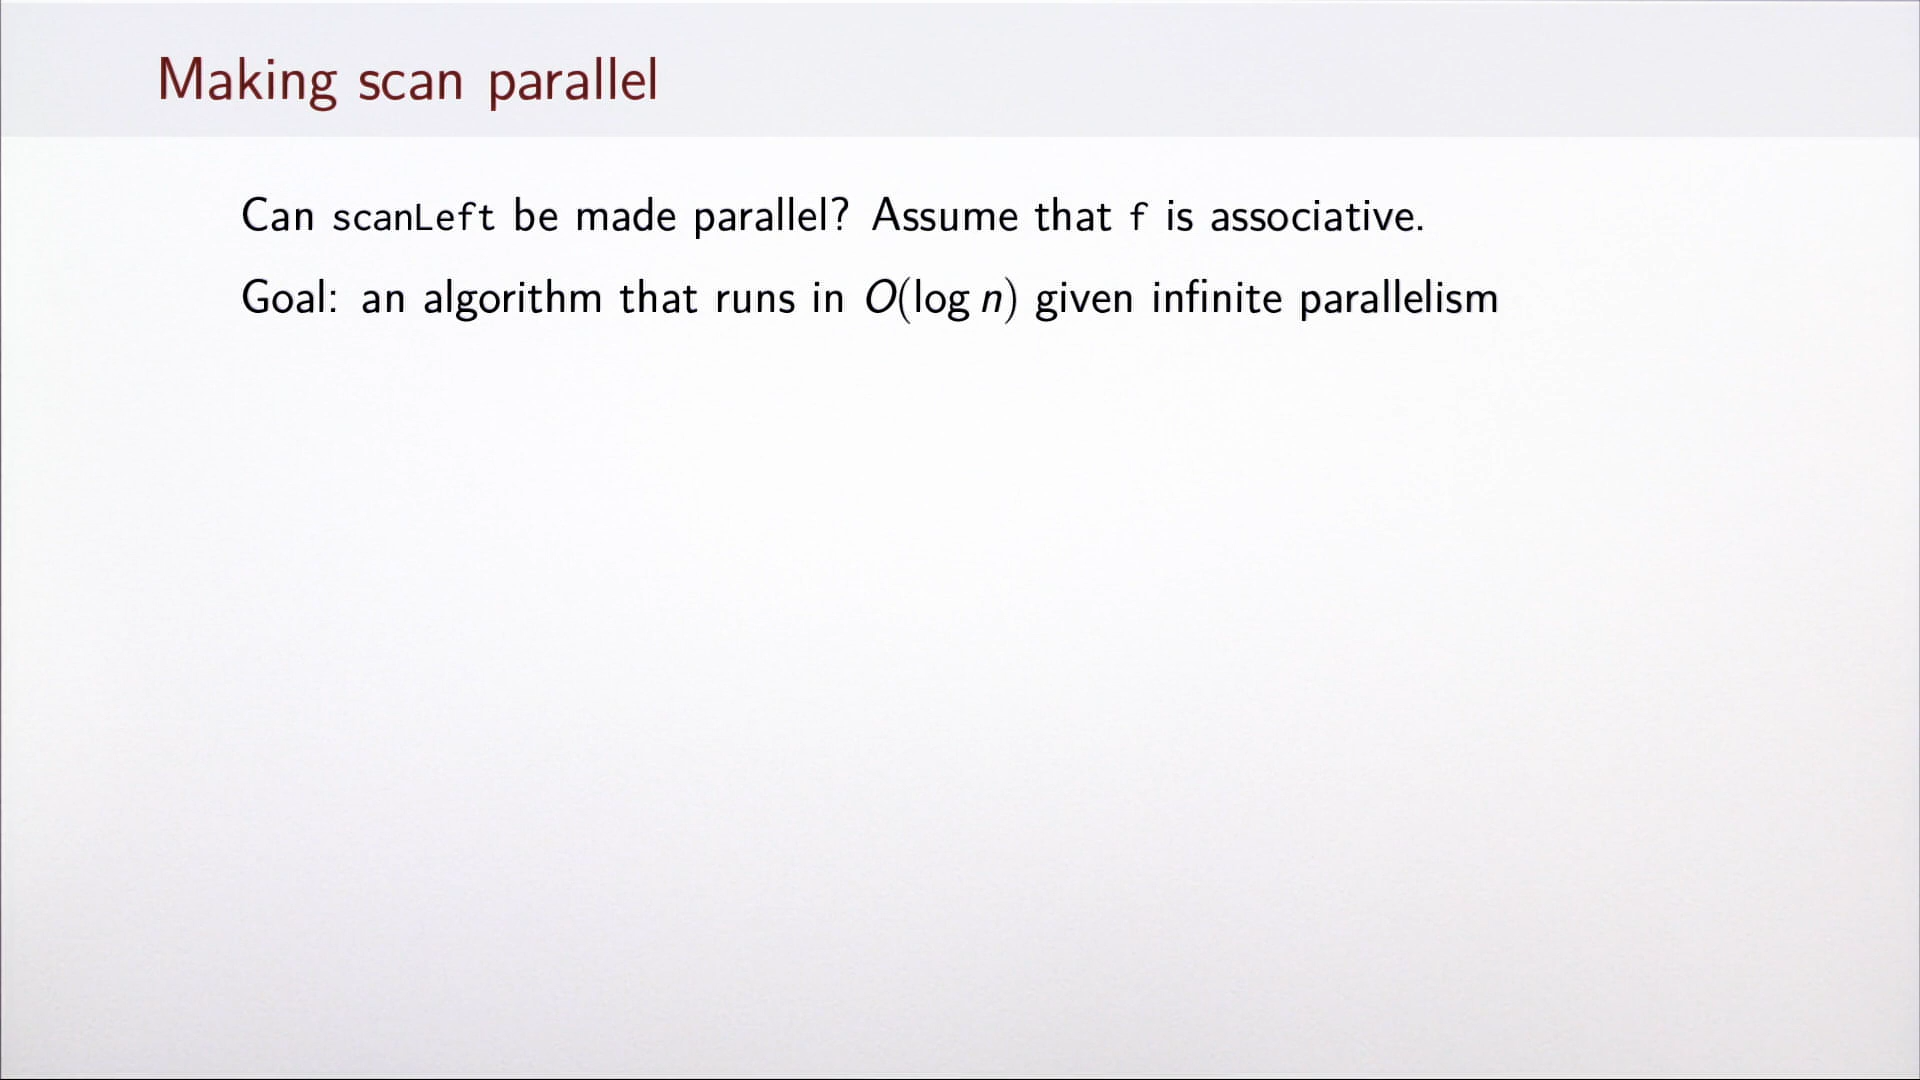 Making scan parallel
Can scanLeft be made parallel? Assume that f is associative.
Goal: an algorithm that runs in O(log n) given infinite parallelism